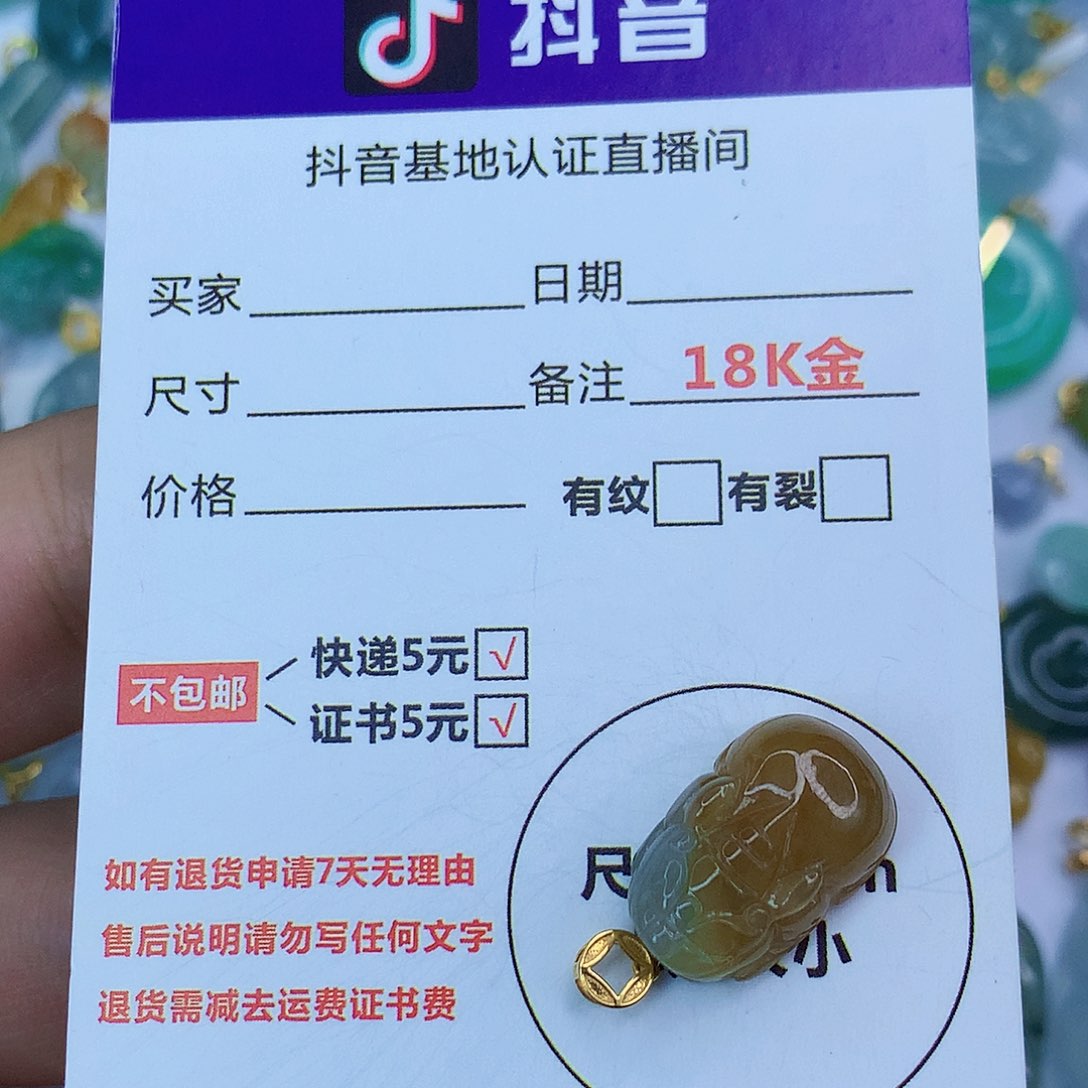 抖音
抖音基地认证直播间
买家 日期
尺寸 备注 18K金
价格 有纹 有裂
不包邮
快递5元 √
证书5元 √
如有退货申请7天无理由
售后说明请勿写任何文字
退货需减去运费证书费
尺
小